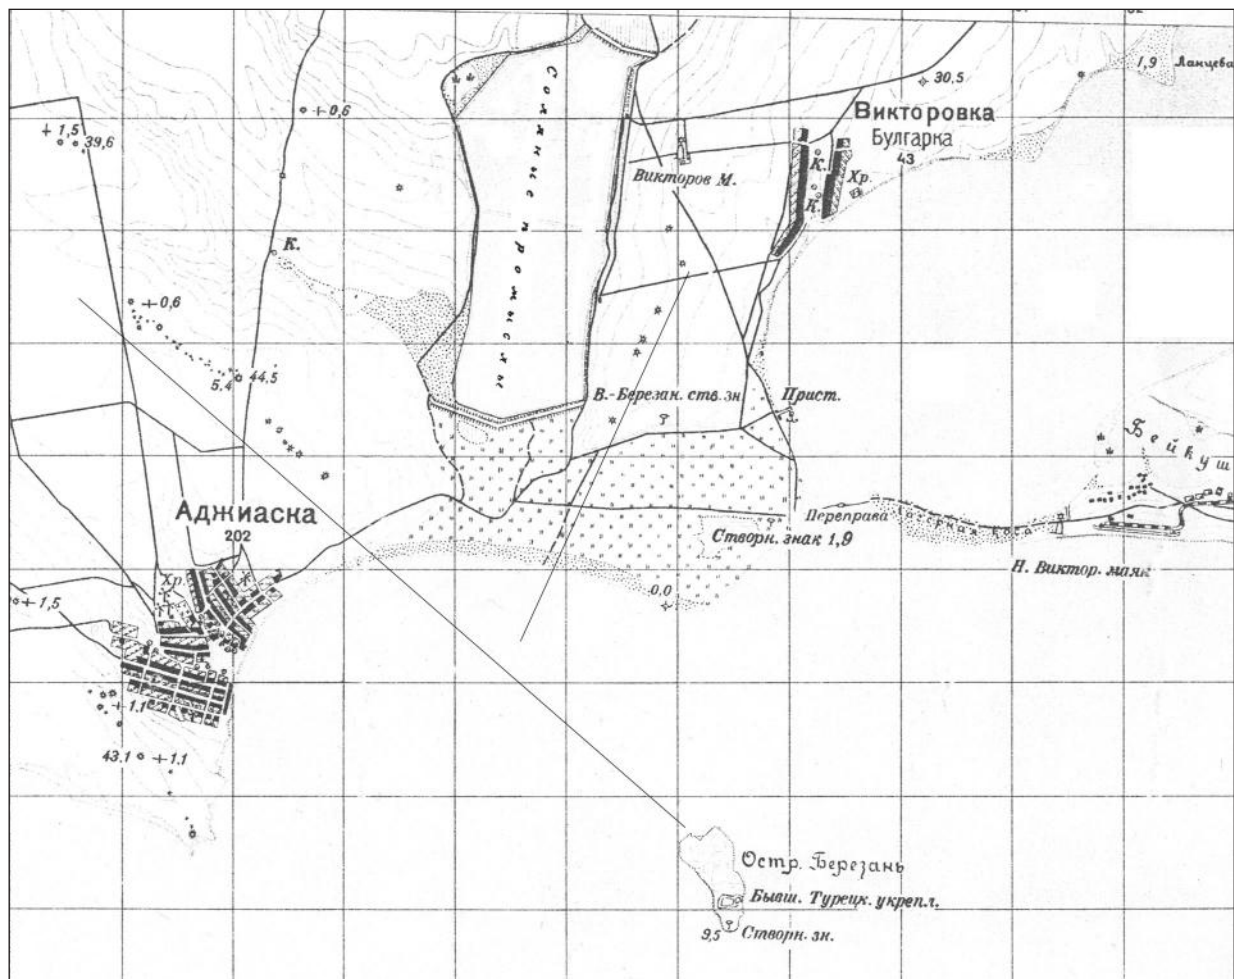 1,9 Ланцева
30,5
+0,6
Викторовка
Булгарка
43
+1,5
39,6
Соляные промыслы
К.
Хр.
Викторов М.
К.
К.
+0,6
5,4 44,5
В.-Березан. ств. зн.
Прист.
Бейкуш
Аджиаска
202
Переправа
Створн. знак 1,9
Н. Виктор. маяк
Хр.
0,0
+1,5
+1.1
43.1 +1.1
Остр. Березань
Бывш. Турецк. укрепл.
9,5 Створн. зн.